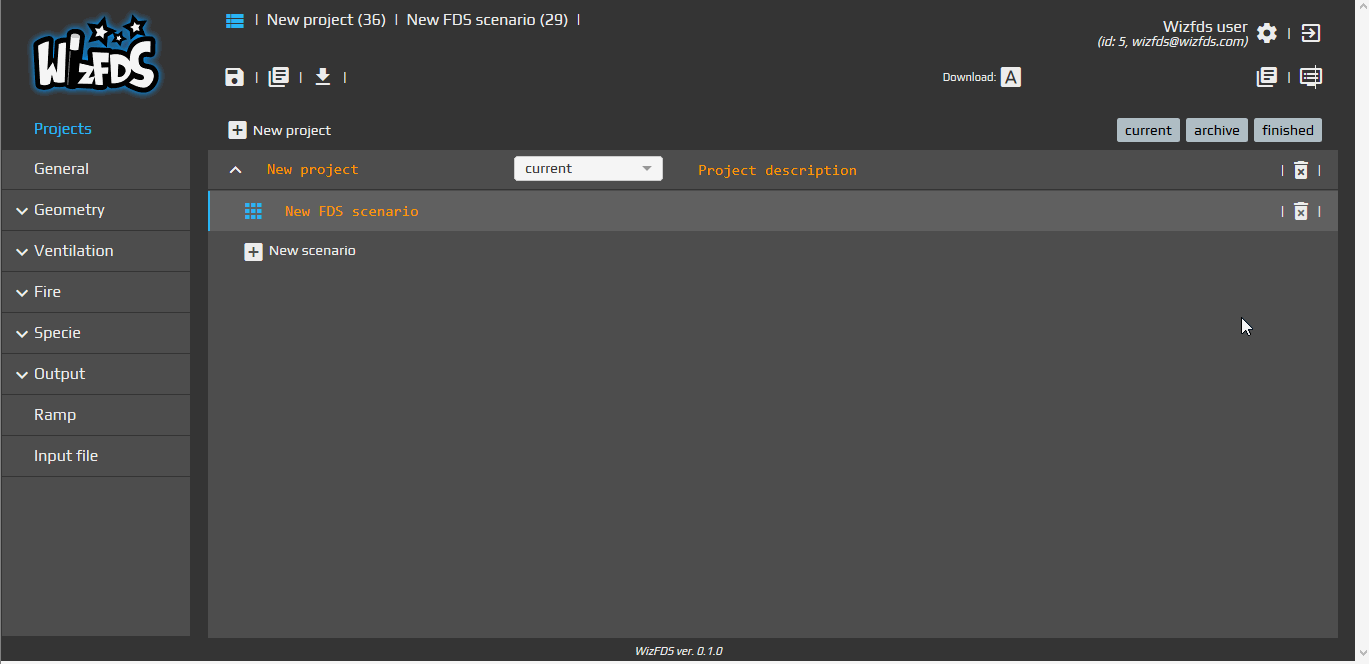 WizFDS
| New project (36) | New FDS scenario (29) |
Wizfds user
(id: 5, wizfds@wizfds.com)
Download: A
Projects
New project
current archive finished
General
New project current Project description
Geometry
New FDS scenario
Ventilation
New scenario
Fire
Specie
Output
Ramp
Input file
WizFDS ver. 0.1.0